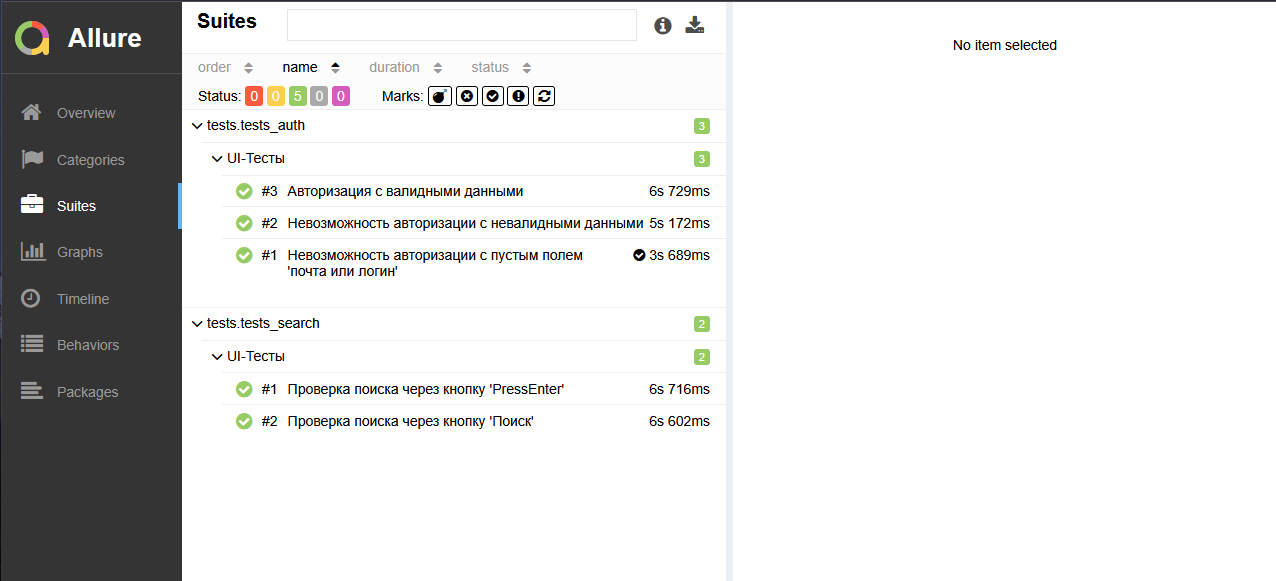 Allure
Overview
Categories
Suites
Graphs
Timeline
Behaviors
Packages
Suites
order name duration status
Status: 0 0 5 0 0 Marks:
tests.tests_auth 3
UI-Тесты 3
#3 Авторизация с валидными данными 6s 729ms
#2 Невозможность авторизации с невалидными данными 5s 172ms
#1 Невозможность авторизации с пустым полем 3s 689ms
'почта или логин'
tests.tests_search 2
UI-Тесты 2
#1 Проверка поиска через кнопку 'PressEnter' 6s 716ms
#2 Проверка поиска через кнопку 'Поиск' 6s 602ms
No item selected